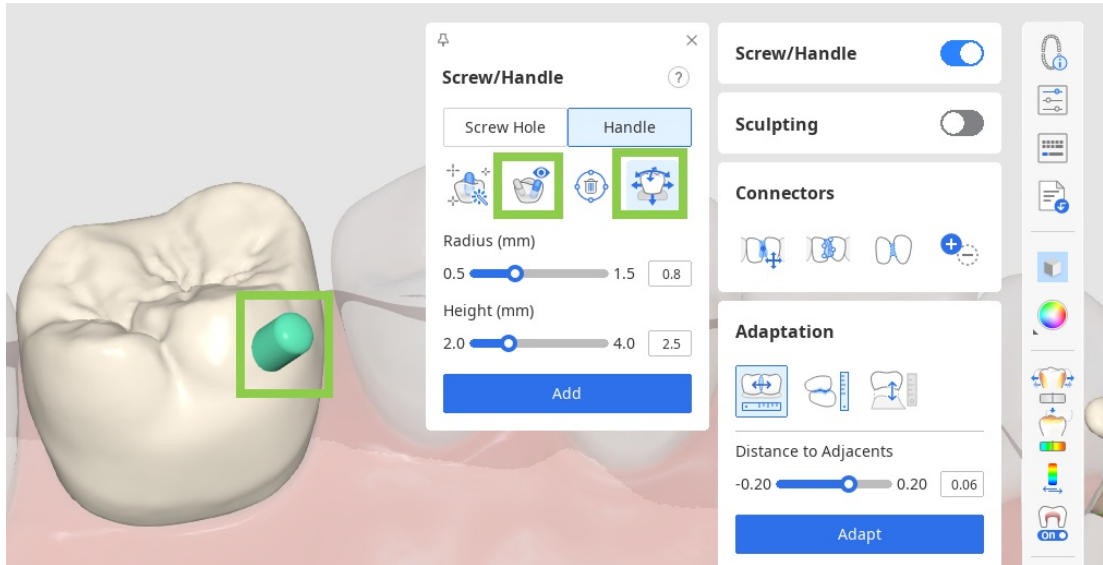 Screw/Handle
?
Screw Hole
Handle
Radius (mm)
0.5
1.5
0.8
Height (mm)
2.0
4.0
2.5
Add
Screw/Handle
Sculpting
Connectors
Adaptation
Distance to Adjacents
-0.20
0.20
0.06
Adapt
on